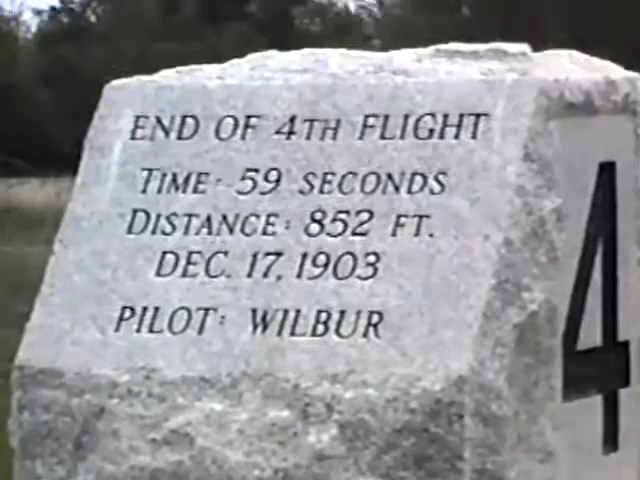 END OF 4TH FLIGHT
TIME: 59 SECONDS
DISTANCE: 852 FT.
DEC. 17, 1903
PILOT: WILBUR
4